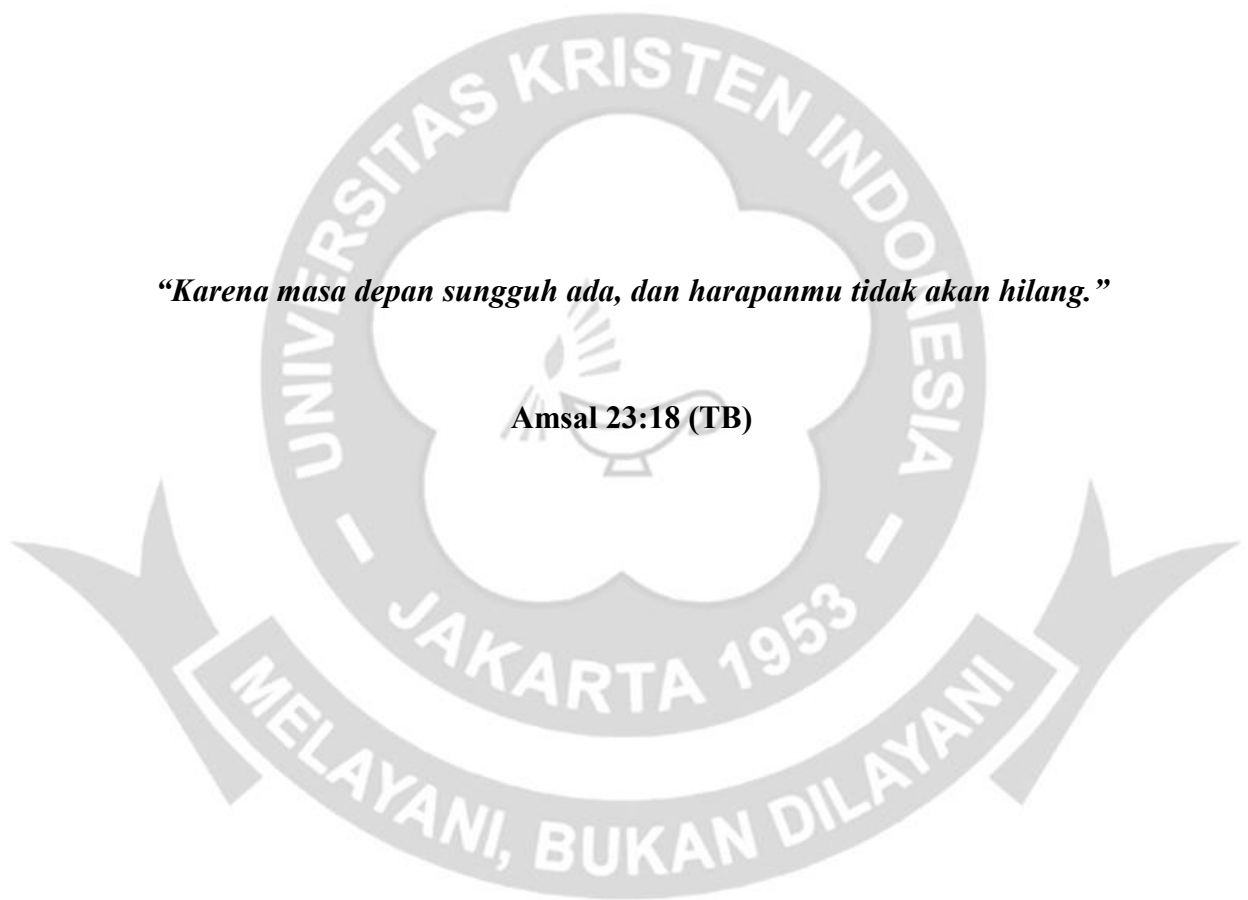 UNIVERSITAS KRISTEN INDONESIA
“Karena masa depan sungguh ada, dan harapanmu tidak akan hilang.”
Amsal 23:18 (TB)
- JAKARTA 1953 -
MELAYANI, BUKAN DILAYANI